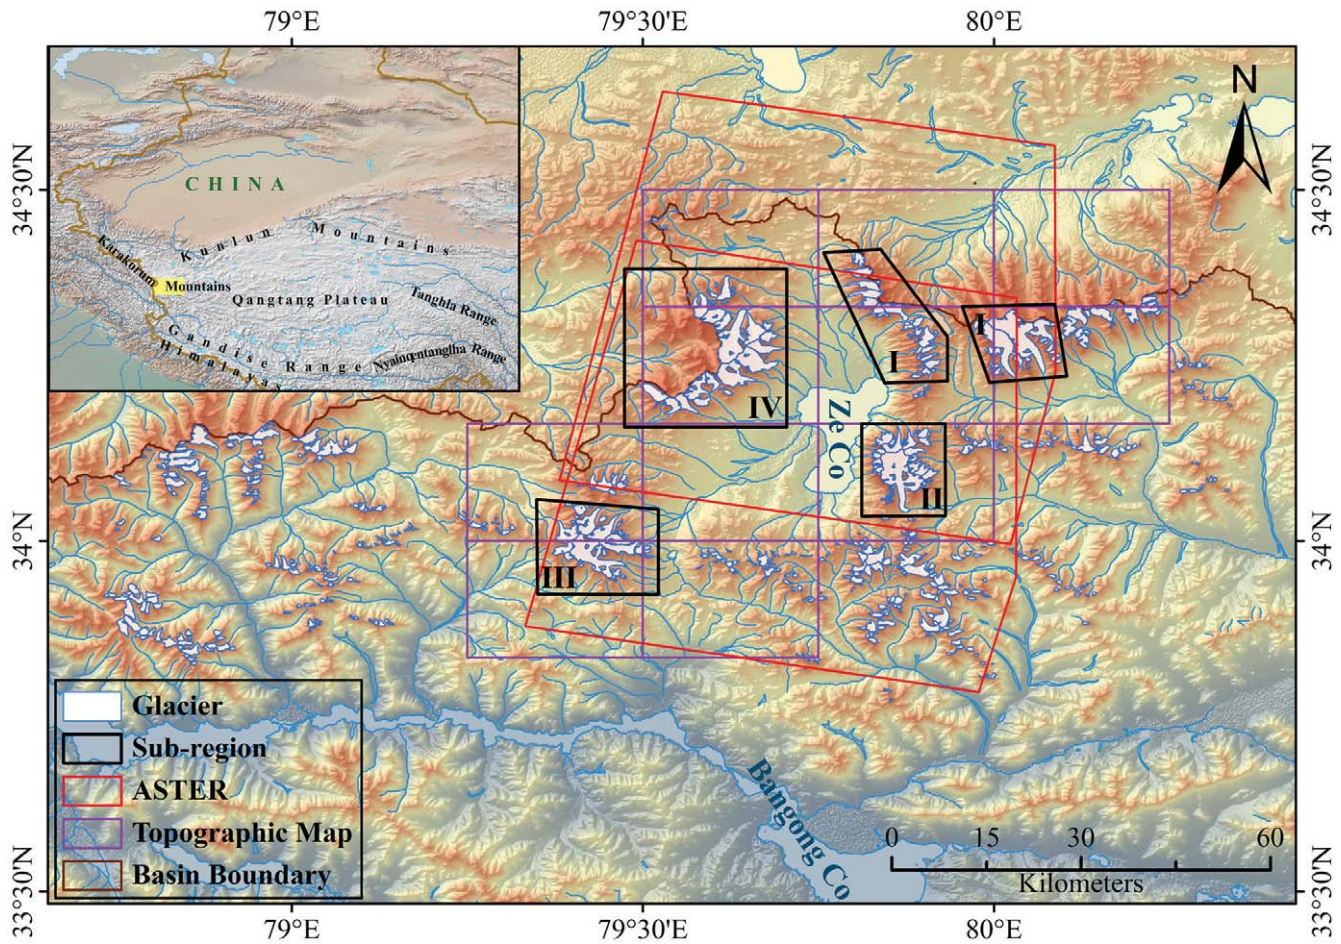 79°E
79°30'E
80°E
N
34°30'N
34°30'N
CHINA
Kunlun Mountains
Karakorum
Mountains
Qangtang Plateau
Tanghla Range
Gandise Range
Nyainqentanglha Range
Himalayas
I
I
IV
Ze Co
II
III
34°N
34°N
Glacier
Sub-region
ASTER
Topographic Map
Basin Boundary
Bangong Co
0 15 30 60
Kilometers
33°30'N
33°30'N
79°E
79°30'E
80°E